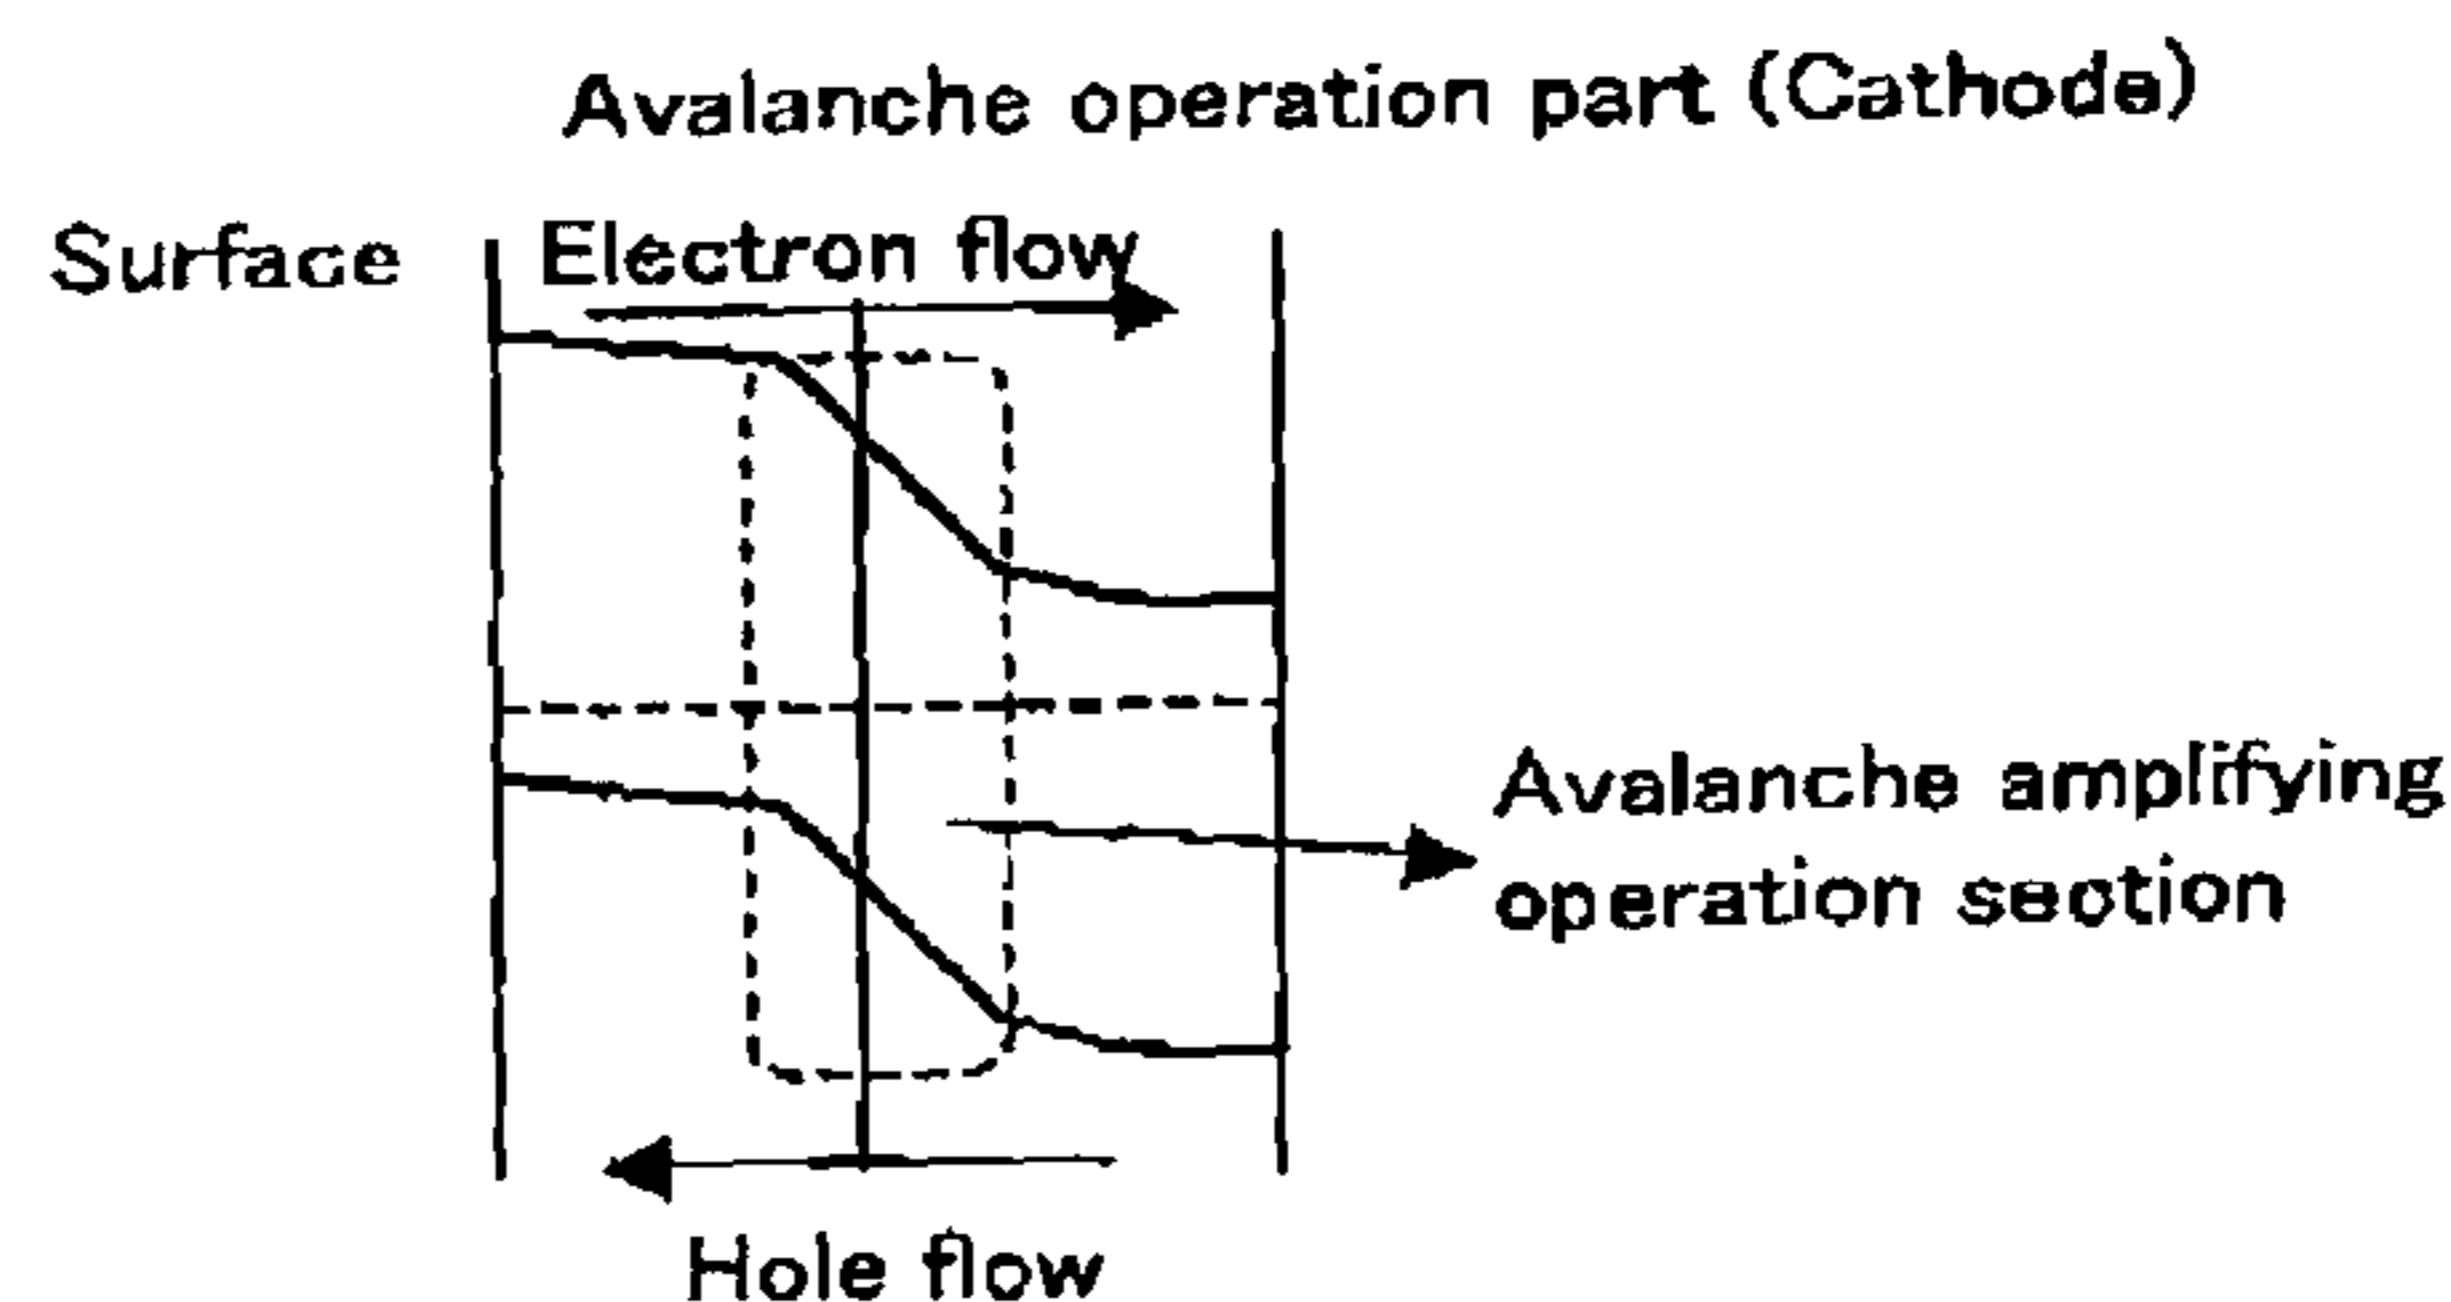 Avalanche operation part (Cathode)
Surface
Electron flow
Avalanche amplifying
operation section
Hole flow